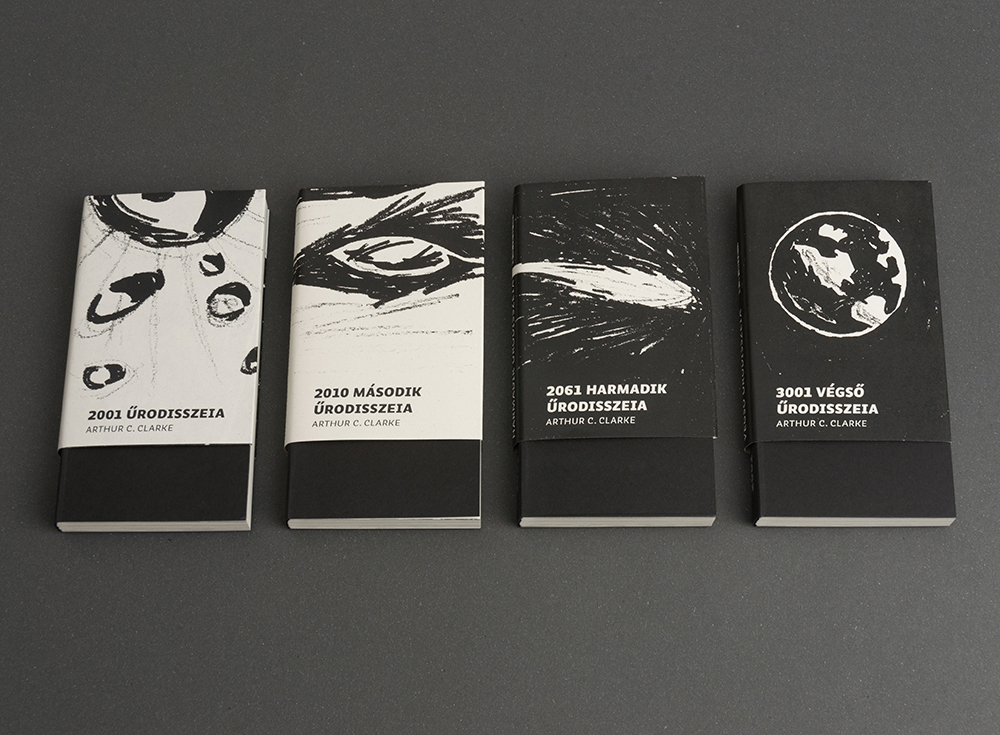 2001 ŰRODISSZEIA
ARTHUR C. CLARKE
2010 MÁSODIK
ŰRODISSZEIA
ARTHUR C. CLARKE
2061 HARMADIK
ŰRODISSZEIA
ARTHUR C. CLARKE
3001 VÉGSŐ
ŰRODISSZEIA
ARTHUR C. CLARKE